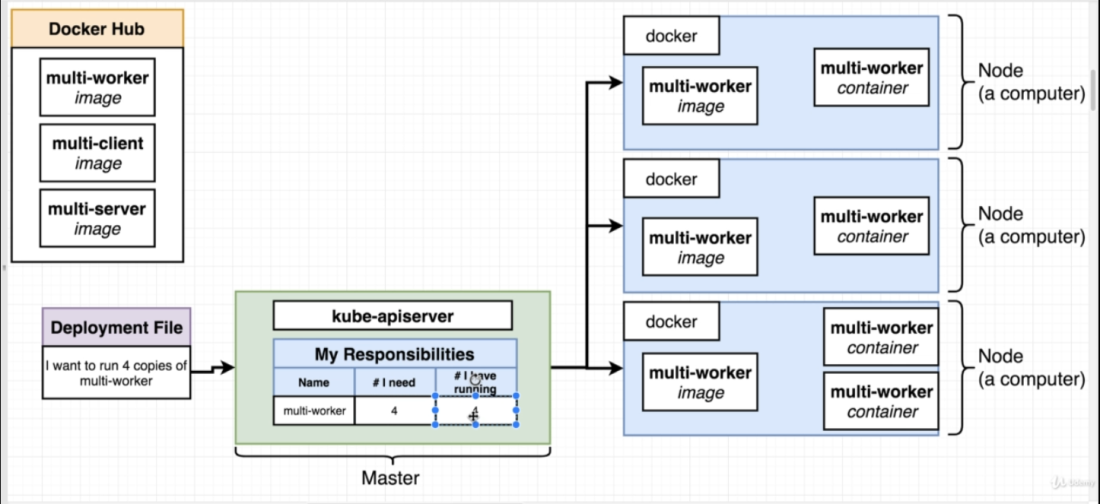 Docker Hub
multi-worker
image
multi-client
image
multi-server
image
Deployment File
I want to run 4 copies of
multi-worker
kube-apiserver
My Responsibilities
Name
# I need
# I have
running
multi-worker
4
Master
docker
multi-worker
image
multi-worker
container
Node
(a computer)
docker
multi-worker
image
multi-worker
container
Node
(a computer)
docker
multi-worker
image
multi-worker
container
multi-worker
container
Node
(a computer)
Udemy